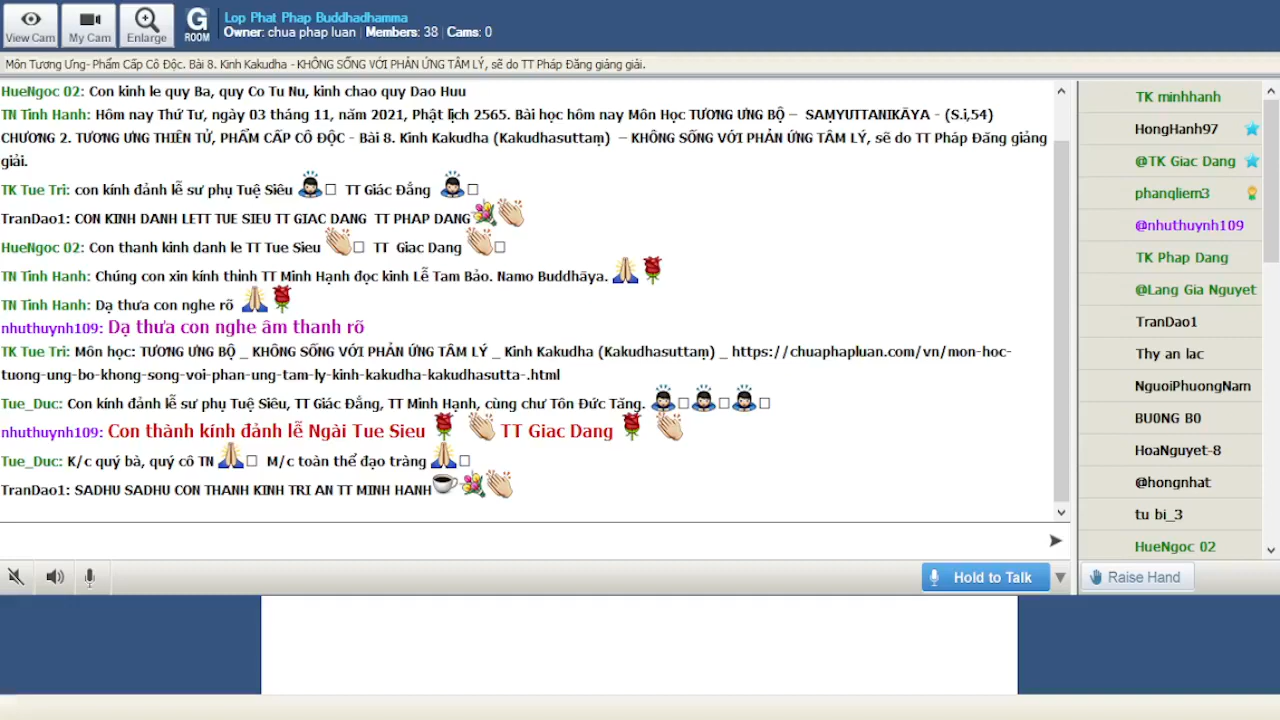 View Cam
My Cam
Enlarge
G
ROOM
Lop Phat Phap Buddhadhamma
Owner: chua phap luan | Members: 38 | Cams: 0
Môn Tương Ưng- Phẩm Cấp Cô Độc. Bài 8. Kinh Kakudha - KHÔNG SỐNG VỚI PHẢN ỨNG TÂM LÝ, sẽ do TT Pháp Đăng giảng giải.
HueNgoc 02: Con kinh le quy Ba, quy Co Tu Nu, kinh chao quy Dao Huu
TN Tinh Hanh: Hôm nay Thứ Tư, ngày 03 tháng 11, năm 2021, Phật lịch 2565. Bài học hôm nay Môn Học TƯƠNG ƯNG BỘ – SAṂYUTTANIKĀYA - (S.i,54)
CHƯƠNG 2. TƯƠNG ƯNG THIÊN TỬ, PHẨM CẤP CÔ ĐỘC - Bài 8. Kinh Kakudha (Kakudhasuttaṃ) – KHÔNG SỐNG VỚI PHẢN ỨNG TÂM LÝ, sẽ do TT Pháp Đăng giảng
giải.
TK Tue Tri: con kính đảnh lễ sư phụ Tuệ Siêu TT Giác Đẳng
TranDao1: CON KINH DANH LETT TUE SIEU TT GIAC DANG TT PHAP DANG
HueNgoc 02: Con thanh kinh danh le TT Tue Sieu TT Giac Dang
TN Tinh Hanh: Chúng con xin kính thỉnh TT Minh Hạnh đọc kinh Lễ Tam Bảo. Namo Buddhāya.
TN Tinh Hanh: Dạ thưa con nghe rõ
nhuthuynh109: Dạ thưa con nghe âm thanh rõ
TK Tue Tri: Môn học: TƯƠNG ƯNG BỘ _ KHÔNG SỐNG VỚI PHẢN ỨNG TÂM LÝ _ Kinh Kakudha (Kakudhasuttaṃ) _ https://chuaphapluan.com/vn/mon-hoc-
tuong-ung-bo-khong-song-voi-phan-ung-tam-ly-kinh-kakudha-kakudhasutta-.html
Tue_Duc: Con kính đảnh lễ sư phụ Tuệ Siêu, TT Giác Đẳng, TT Minh Hạnh, cùng chư Tôn Đức Tăng.
nhuthuynh109: Con thành kính đảnh lễ Ngài Tue Sieu TT Giac Dang
Tue_Duc: K/c quý bà, quý cô TN M/c toàn thể đạo tràng
TranDao1: SADHU SADHU CON THANH KINH TRI AN TT MINH HANH
Hold to Talk
TK minhhanh
HongHanh97
@TK Giac Dang
phanqliem3
@nhuthuynh109
TK Phap Dang
@Lang Gia Nguyet
TranDao1
Thy an lac
NguoiPhuongNam
BU0NG B0
HoaNguyet-8
@hongnhat
tu bi_3
HueNgoc 02
Raise Hand